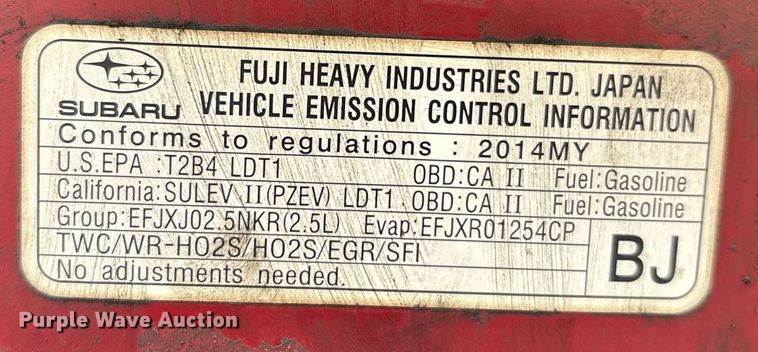 SUBARU
FUJI HEAVY INDUSTRIES LTD. JAPAN
VEHICLE EMISSION CONTROL INFORMATION
Conforms to regulations : 2014MY
U.S.EPA :T2B4 LDT1 OBD:CA II Fuel:Gasoline
California:SULEV II(PZEV) LDT1 OBD:CA II Fuel:Gasoline
Group:EFJXJ02.5NKR(2.5L) Evap:EFJXR01254CP
TWC/WR-HO2S/HO2S/EGR/SFI
No adjustments needed.
BJ
Purple Wave Auction